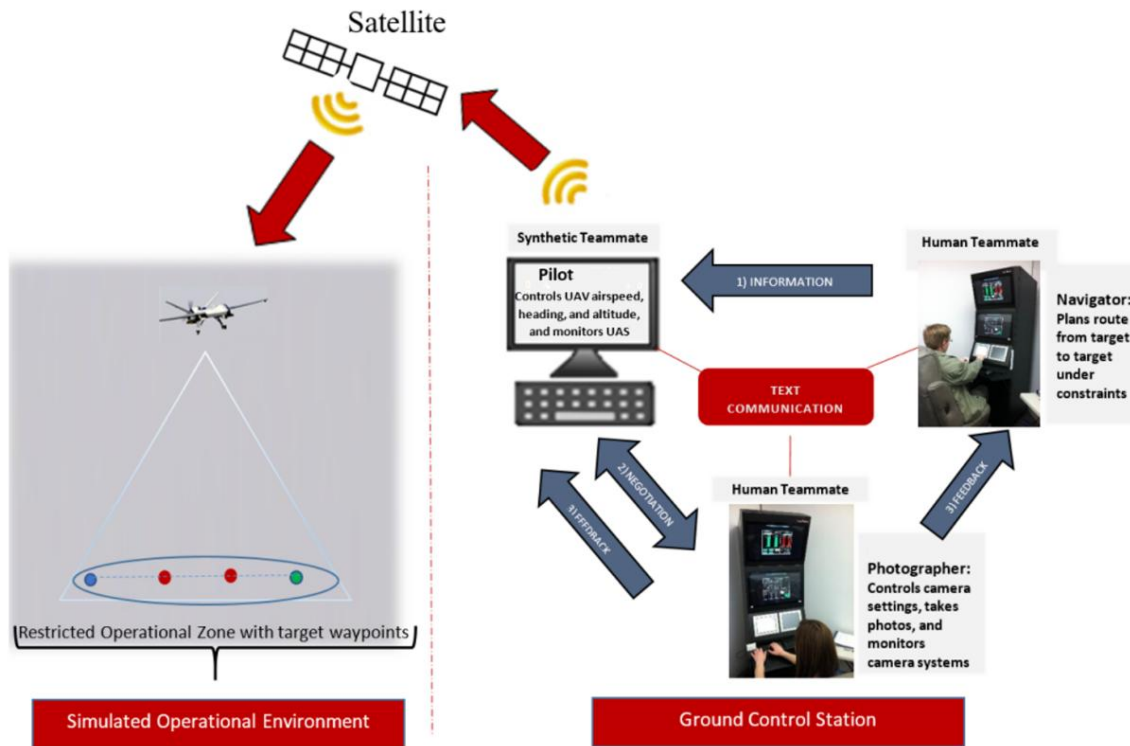 Satellite
Synthetic Teammate
Pilot
Controls UAV airspeed,
heading, and altitude,
and monitors UAS
1) INFORMATION
Human Teammate
Navigator:
Plans route
from target
to target
under
constraints
TEXT
COMMUNICATION
2) NEGOTIATION
3) FEEDBACK
Human Teammate
3) FEEDBACK
Photographer:
Controls camera
settings, takes
photos, and
monitors
camera systems
Restricted Operational Zone with target waypoints
Simulated Operational Environment
Ground Control Station